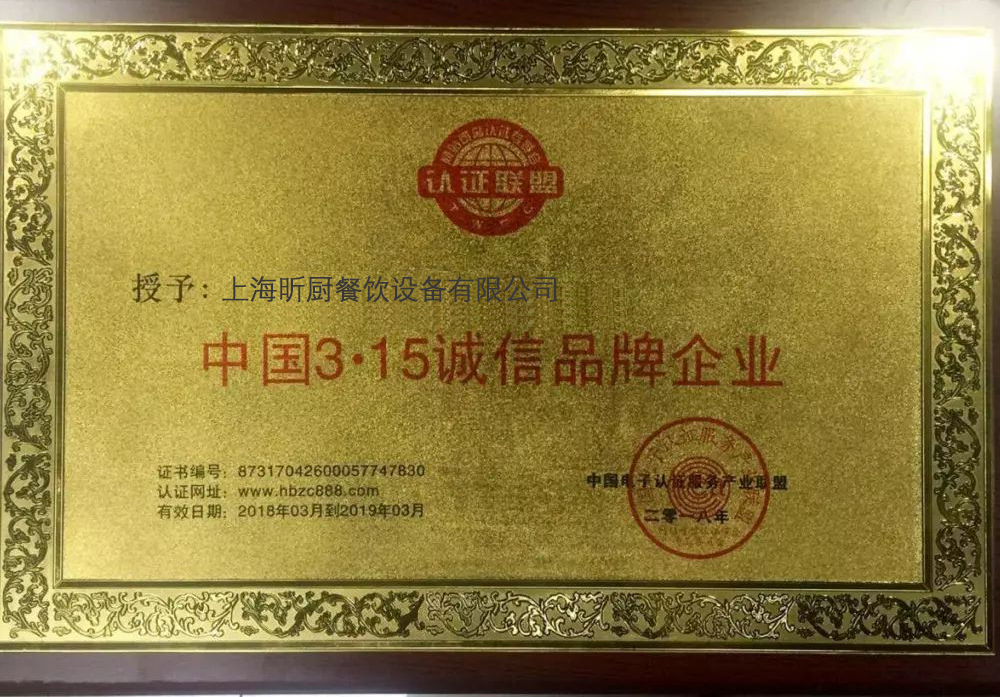 认证联盟
授予：上海昕厨餐饮设备有限公司
中国3·15诚信品牌企业
证书编号：87317042600057747830
认证网址：www.hbzc888.com
有效日期：2018年03月到2019年03月
中国电子认证服务产业联盟
二零一八年